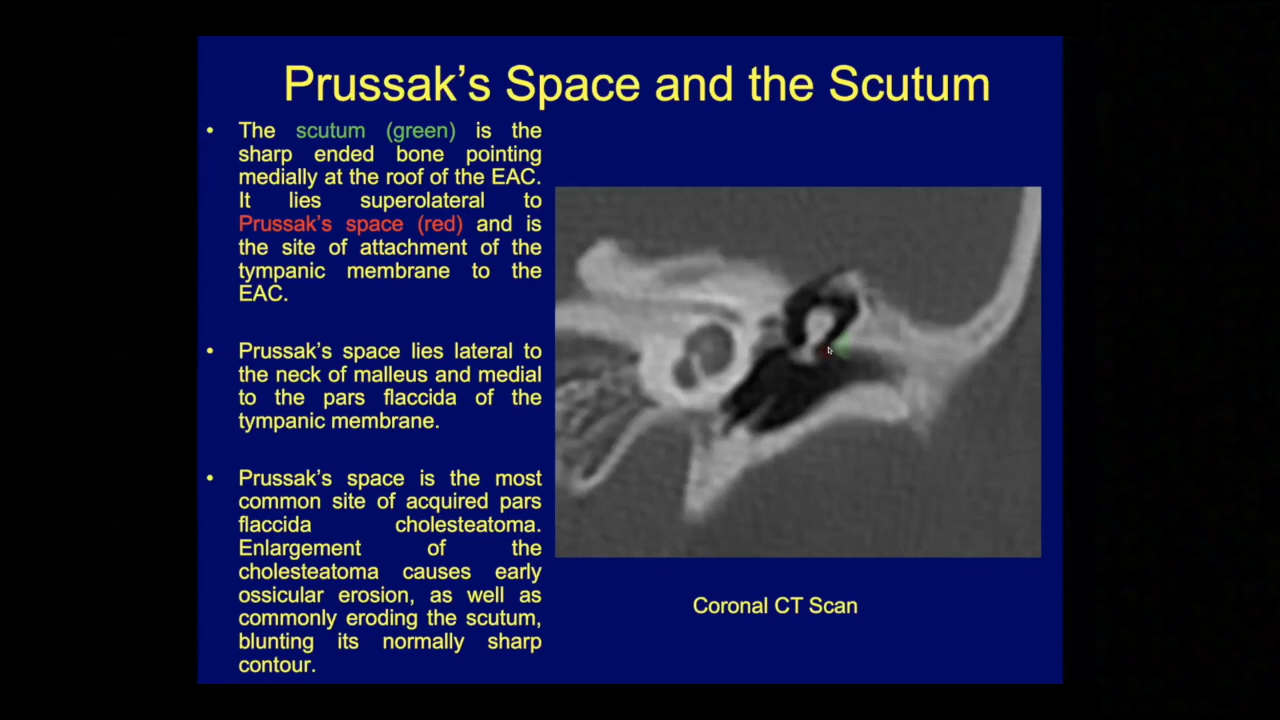 Prussak's Space and the Scutum
• The scutum (green) is the
sharp ended bone pointing
medially at the roof of the EAC.
It lies superolateral to
Prussak's space (red) and is
the site of attachment of the
tympanic membrane to the
EAC.
• Prussak's space lies lateral to
the neck of malleus and medial
to the pars flaccida of the
tympanic membrane.
• Prussak's space is the most
common site of acquired pars
flaccida cholesteatoma.
Enlargement of the
cholesteatoma causes early
ossicular erosion, as well as
commonly eroding the scutum,
blunting its normally sharp
contour.
Coronal CT Scan